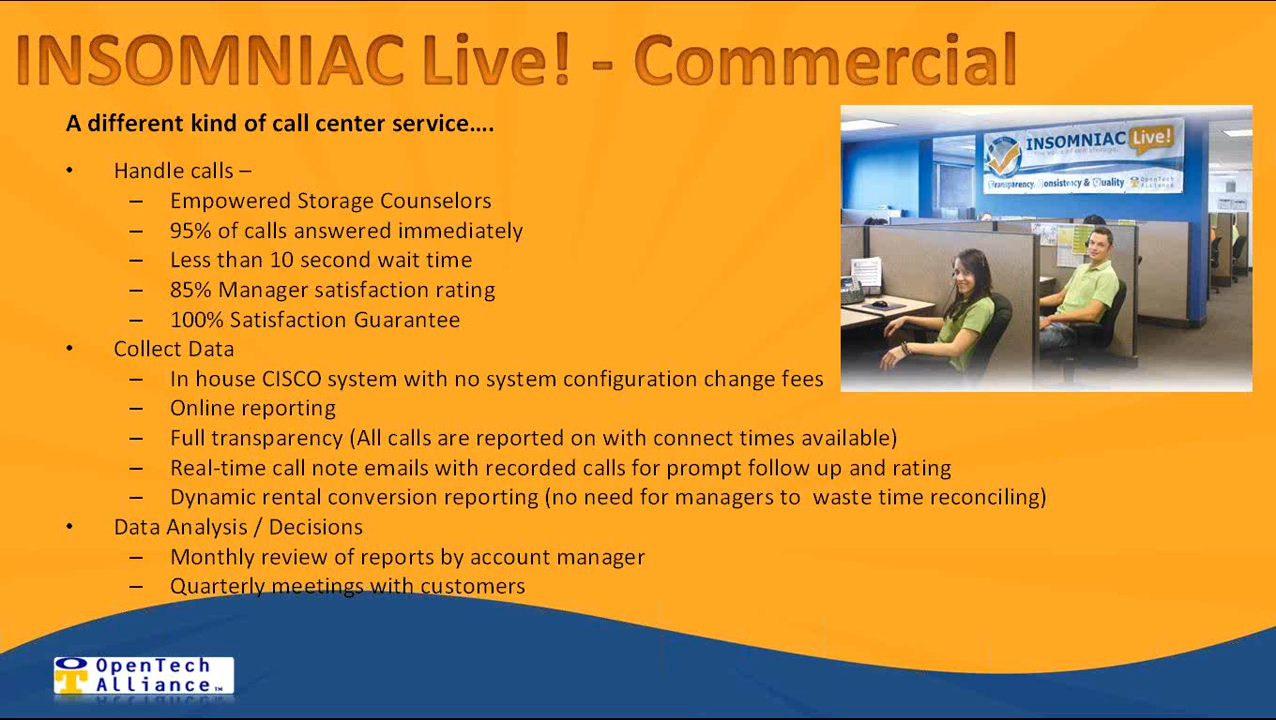 INSOMNIAC Live! - Commercial
A different kind of call center service....
• Handle calls –
– Empowered Storage Counselors
– 95% of calls answered immediately
– Less than 10 second wait time
– 85% Manager satisfaction rating
– 100% Satisfaction Guarantee
• Collect Data
– In house CISCO system with no system configuration change fees
– Online reporting
– Full transparency (All calls are reported on with connect times available)
– Real-time call note emails with recorded calls for prompt follow up and rating
– Dynamic rental conversion reporting (no need for managers to  waste time reconciling)
• Data Analysis / Decisions
– Monthly review of reports by account manager
– Quarterly meetings with customers
INSOMNIAC Live!
Transparency, Consistency & Quality
OpenTech
Alliance
OpenTech
Alliance™